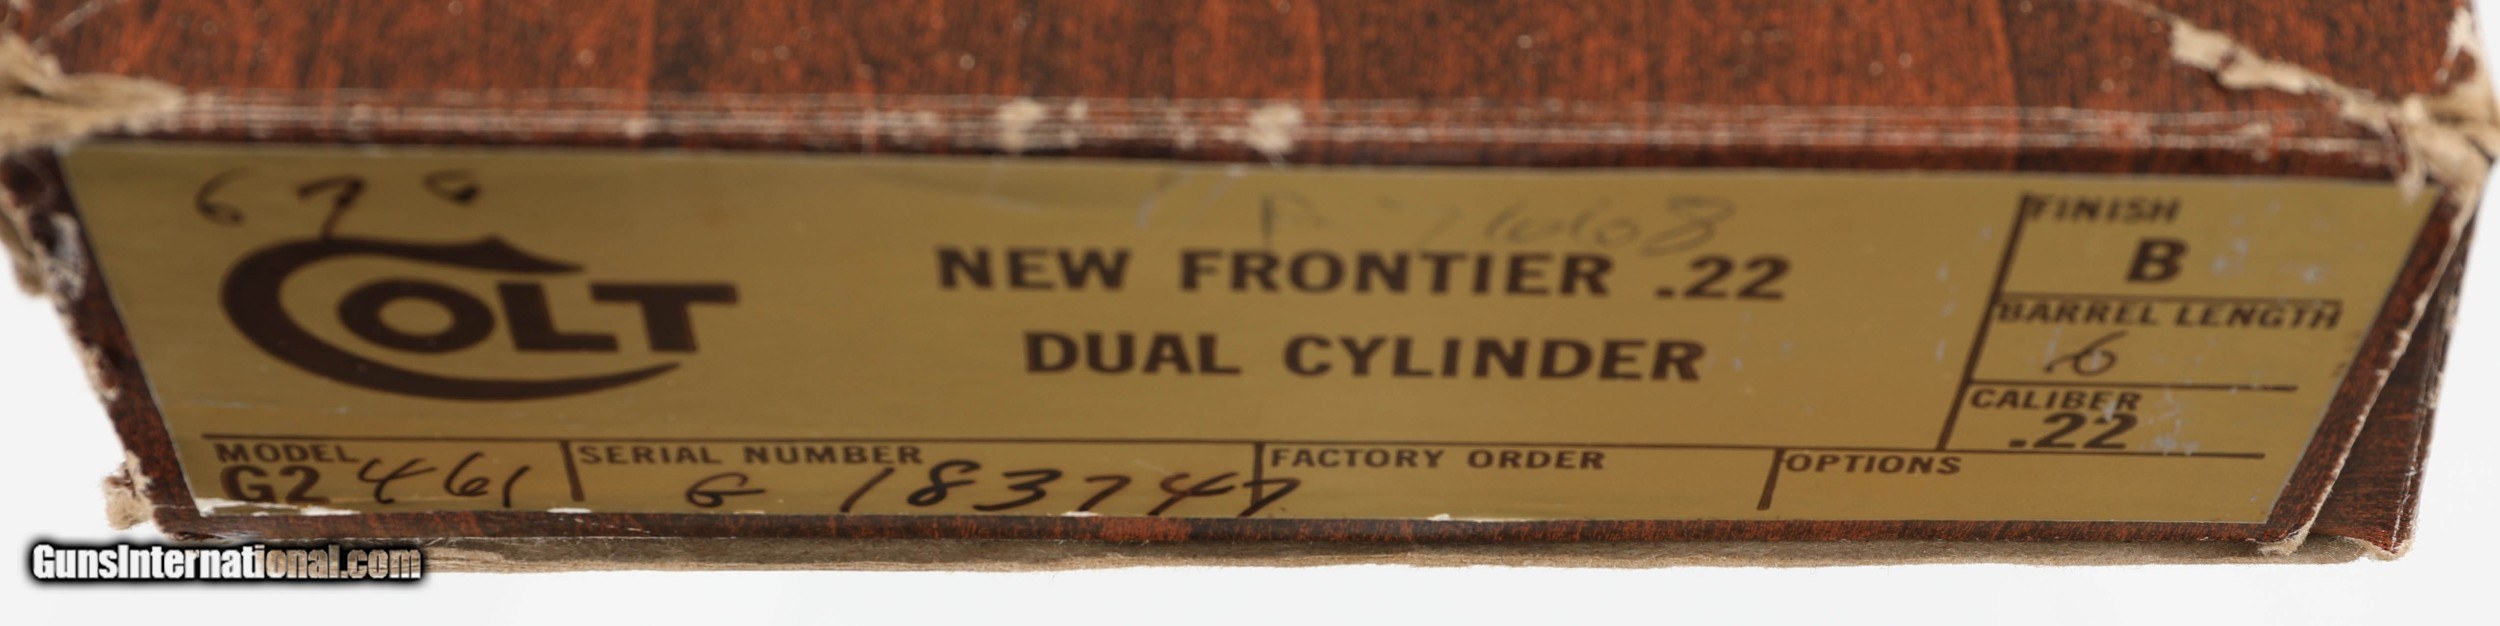 COLT
NEW FRONTIER .22
DUAL CYLINDER
FINISH
B
BARREL LENGTH
6
CALIBER
.22
MODEL
G2 461
SERIAL NUMBER
G 183747
FACTORY ORDER
OPTIONS
GunsInternational.com